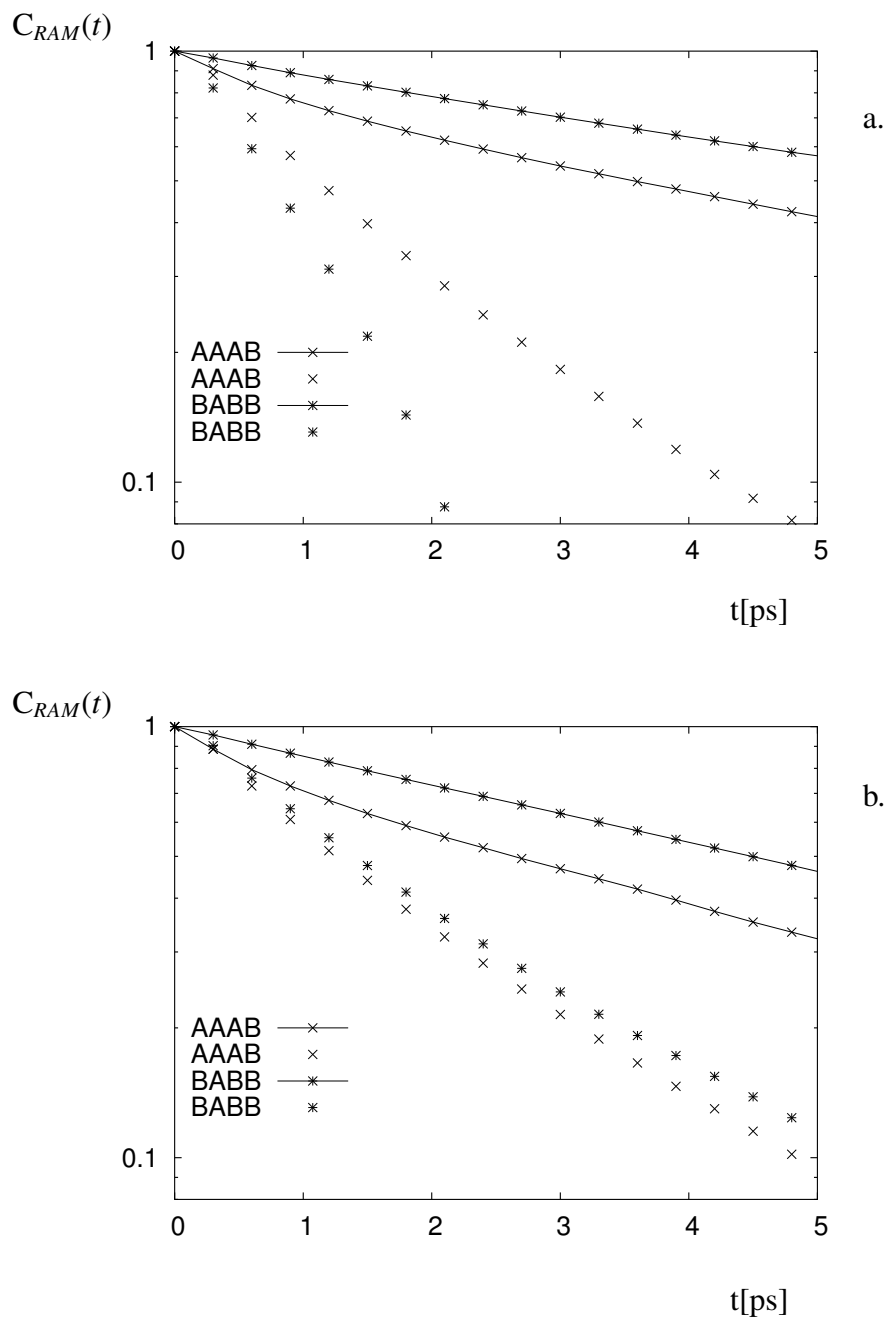 C_RAM(t)
1
a.
AAAB
AAAB
BABB
BABB
0.1
0 1 2 3 4 5
t[ps]
C_RAM(t)
1
b.
AAAB
AAAB
BABB
BABB
0.1
0 1 2 3 4 5
t[ps]